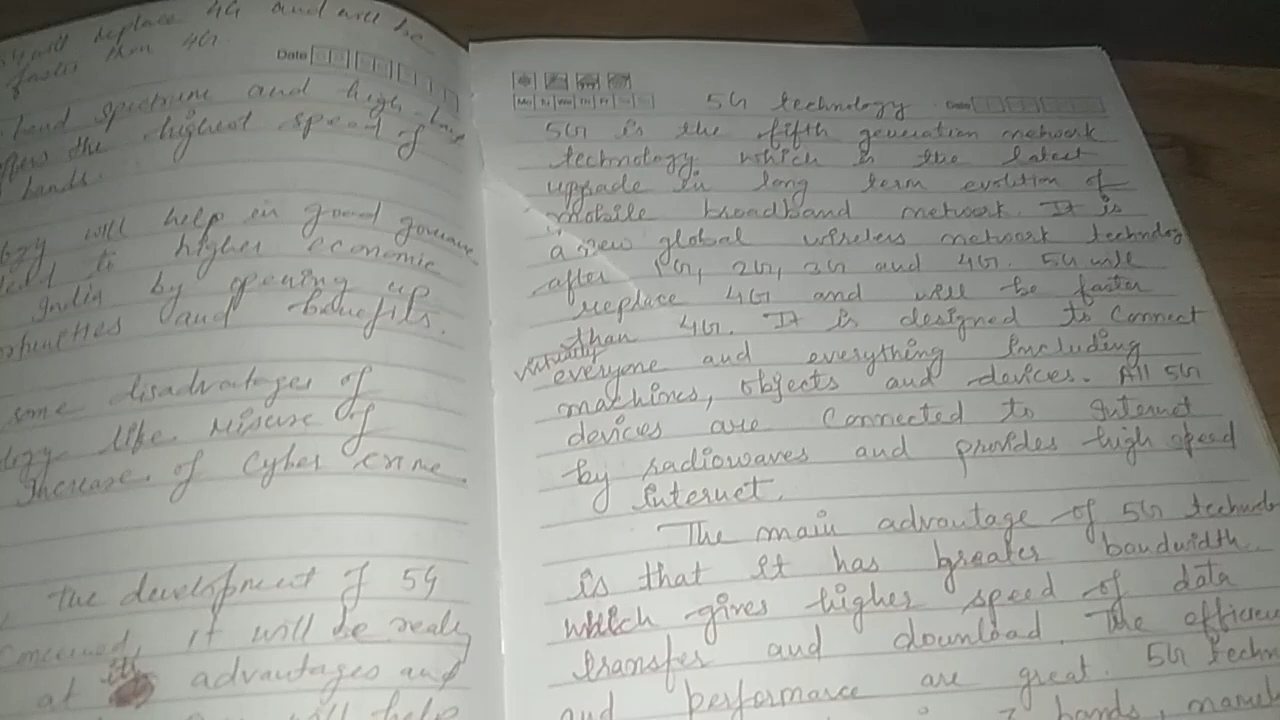 will replace 4G and will be
faster than 4G
Date
band spectrum and high-
the highest speed of
bands.
will help in good
to higher economic
India by opening up
and benefits.
some disadvantages of
like misuse of
Increase of Cyber crime.
the development of 5G
Concerned, it will be really
at its advantages and
will help
5G technology Date
5G is the fifth generation network
technology which is the latest
upgrade in long term evolution of
mobile broadband network. It is
a new global wireless network technology
after 1G, 2G, 3G and 4G. 5G will
replace 4G and will be faster
than 4G. It is designed to Connect
virtually
everyone and everything Including
machines, objects and devices. All 5G
devices are Connected to Internet
by radiowaves and provides high speed
Internet.
The main advantage of 5G
is that it has greater bandwidth
which gives higher speed of data
transfer and download. The
and performance are great. 5G
bands,